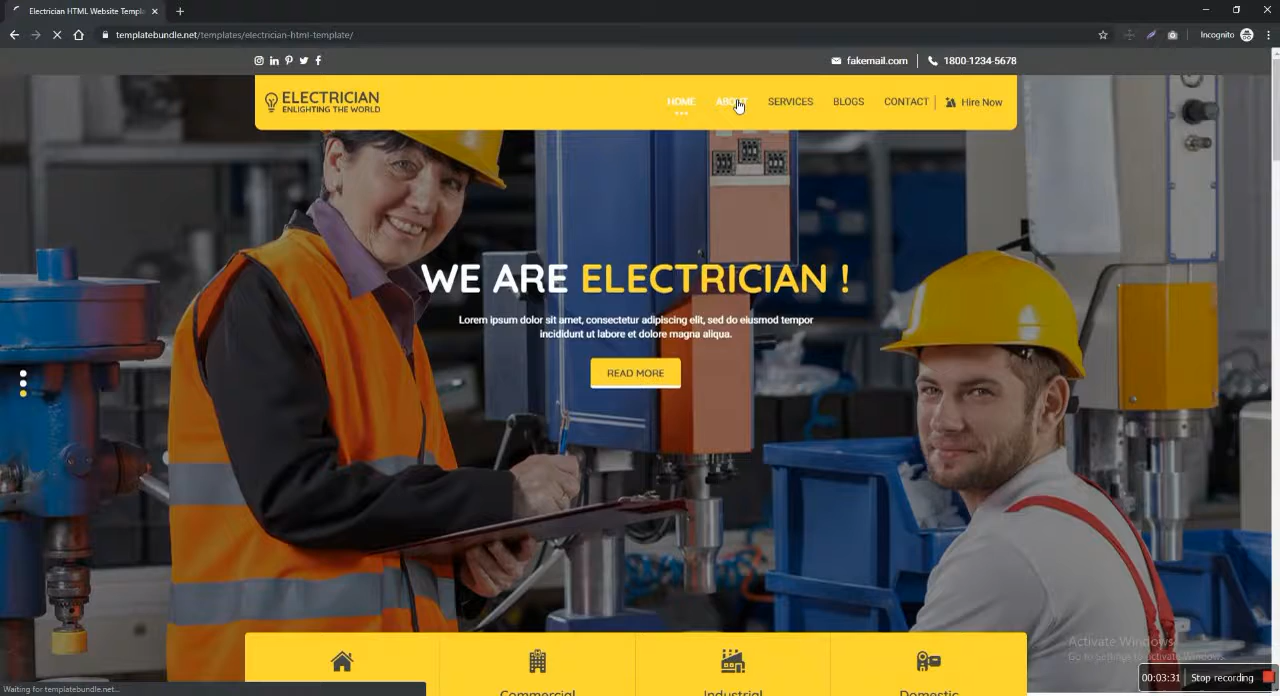 Electrician HTML Website Templ
templatebundle.net/templates/electrician-html-template/
Incognito
fakemail.com
1800-1234-5678
ELECTRICIAN
ENLIGHTING THE WORLD
HOME
ABOUT
SERVICES
BLOGS
CONTACT
Hire Now
WE ARE ELECTRICIAN !
Lorem ipsum dolor sit amet, consectetur adipiscing elit, sed do eiusmod tempor
incididunt ut labore et dolore magna aliqua.
READ MORE
Commercial
Industrial
Domestic
Activate Windows
Go to Settings to activate Windows.
00:03:31
Stop recording
Waiting for templatebundle.net...